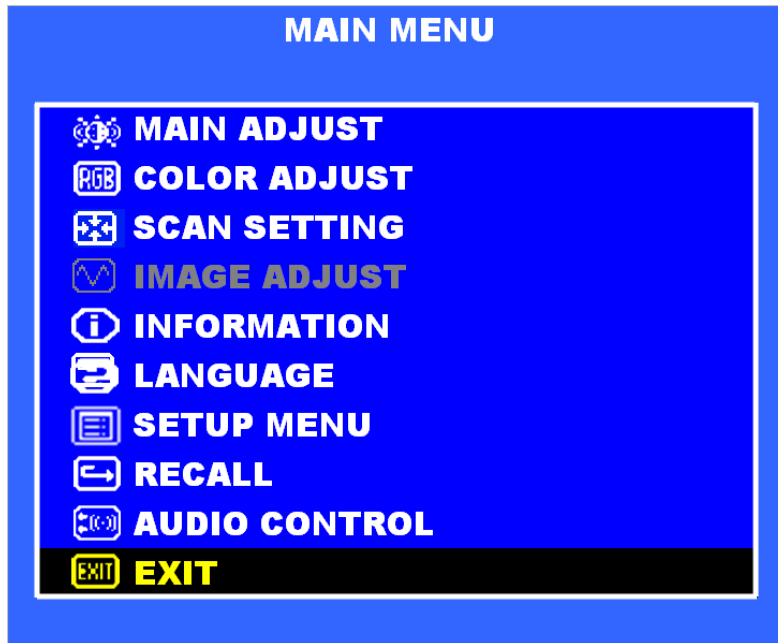 MAIN MENU
MAIN ADJUST
RGB COLOR ADJUST
SCAN SETTING
IMAGE ADJUST
INFORMATION
LANGUAGE
SETUP MENU
RECALL
AUDIO CONTROL
EXIT EXIT